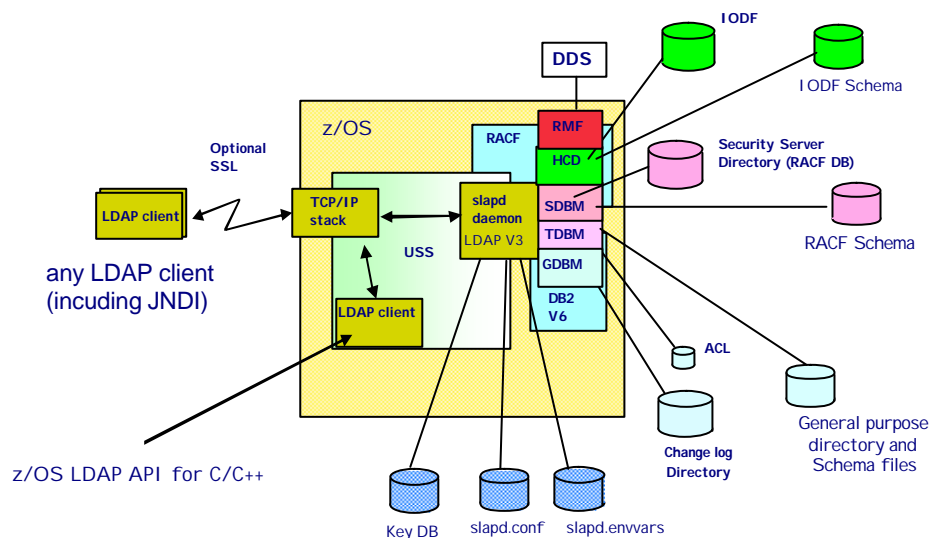 IODF
DDS
IODF Schema
z/OS
RMF
RACF
Optional
SSL
HCD
Security Server
Directory (RACF DB)
LDAP client
TCP/IP
stack
slapd
daemon
LDAP V3
SDBM
TDBM
GDBM
USS
RACF Schema
any LDAP client
(incuding JNDI)
LDAP client
DB2
V6
ACL
General purpose
directory and
Schema files
Change log
Directory
z/OS LDAP API for C/C++
Key DB
slapd.conf
slapd.envvars